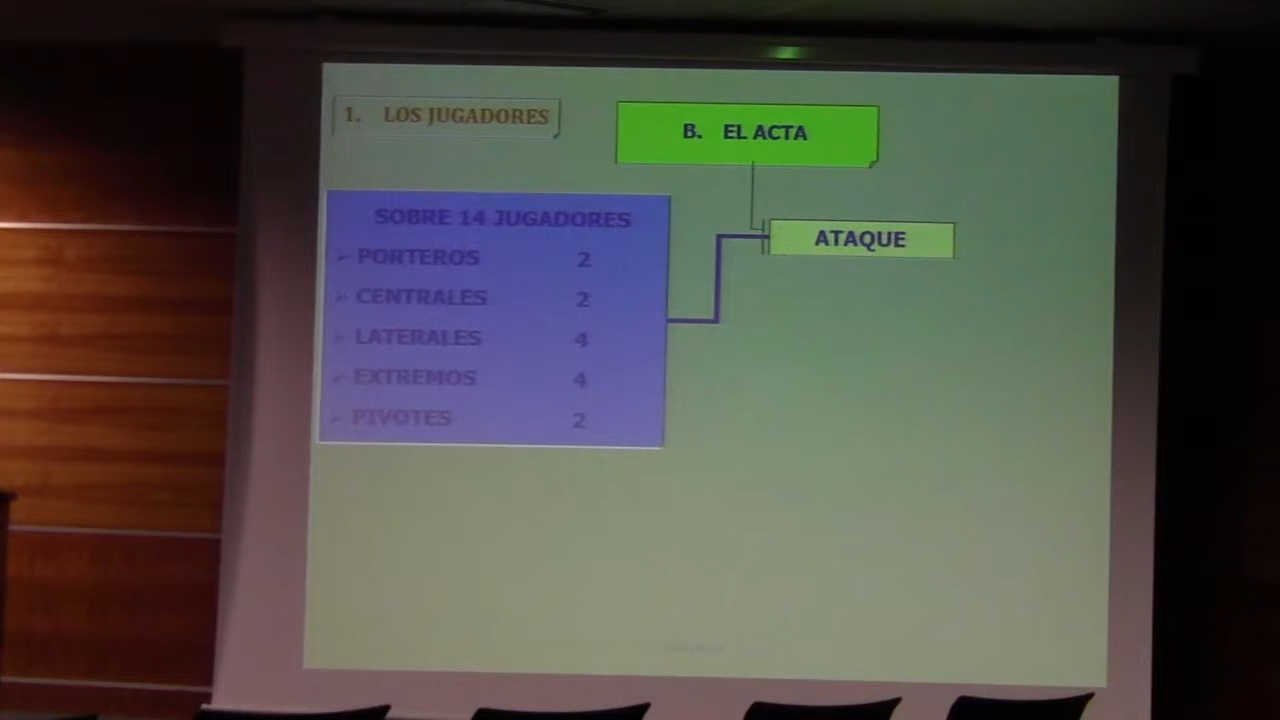 1. LOS JUGADORES
B. EL ACTA
SOBRE 14 JUGADORES
➢ PORTEROS 2
➢ CENTRALES 2
➢ LATERALES 4
➢ EXTREMOS 4
➢ PIVOTES 2
ATAQUE